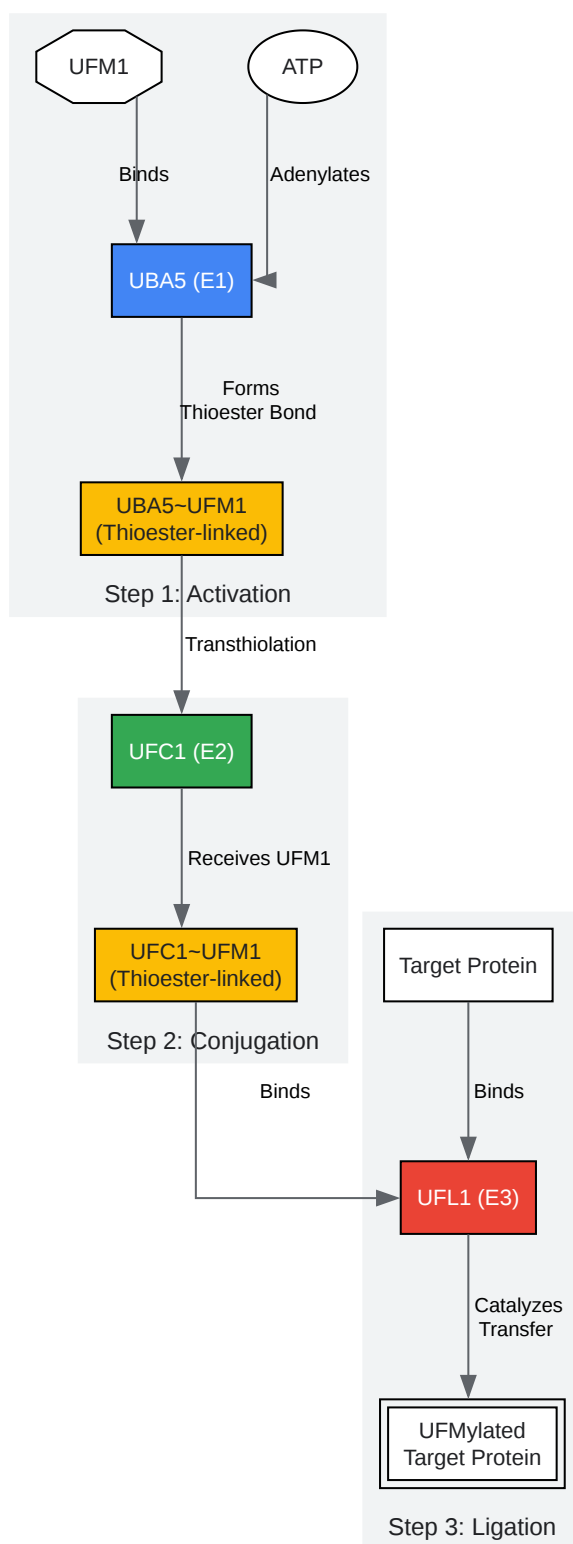 UFM1
ATP
Binds
Adenylates
UBA5 (E1)
Forms
Thioester Bond
UBA5~UFM1
(Thioester-linked)
Step 1: Activation
Transthiolation
UFC1 (E2)
Receives UFM1
UFC1~UFM1
(Thioester-linked)
Target Protein
Step 2: Conjugation
Binds
Binds
UFL1 (E3)
Catalyzes
Transfer
UFMylated
Target Protein
Step 3: Ligation